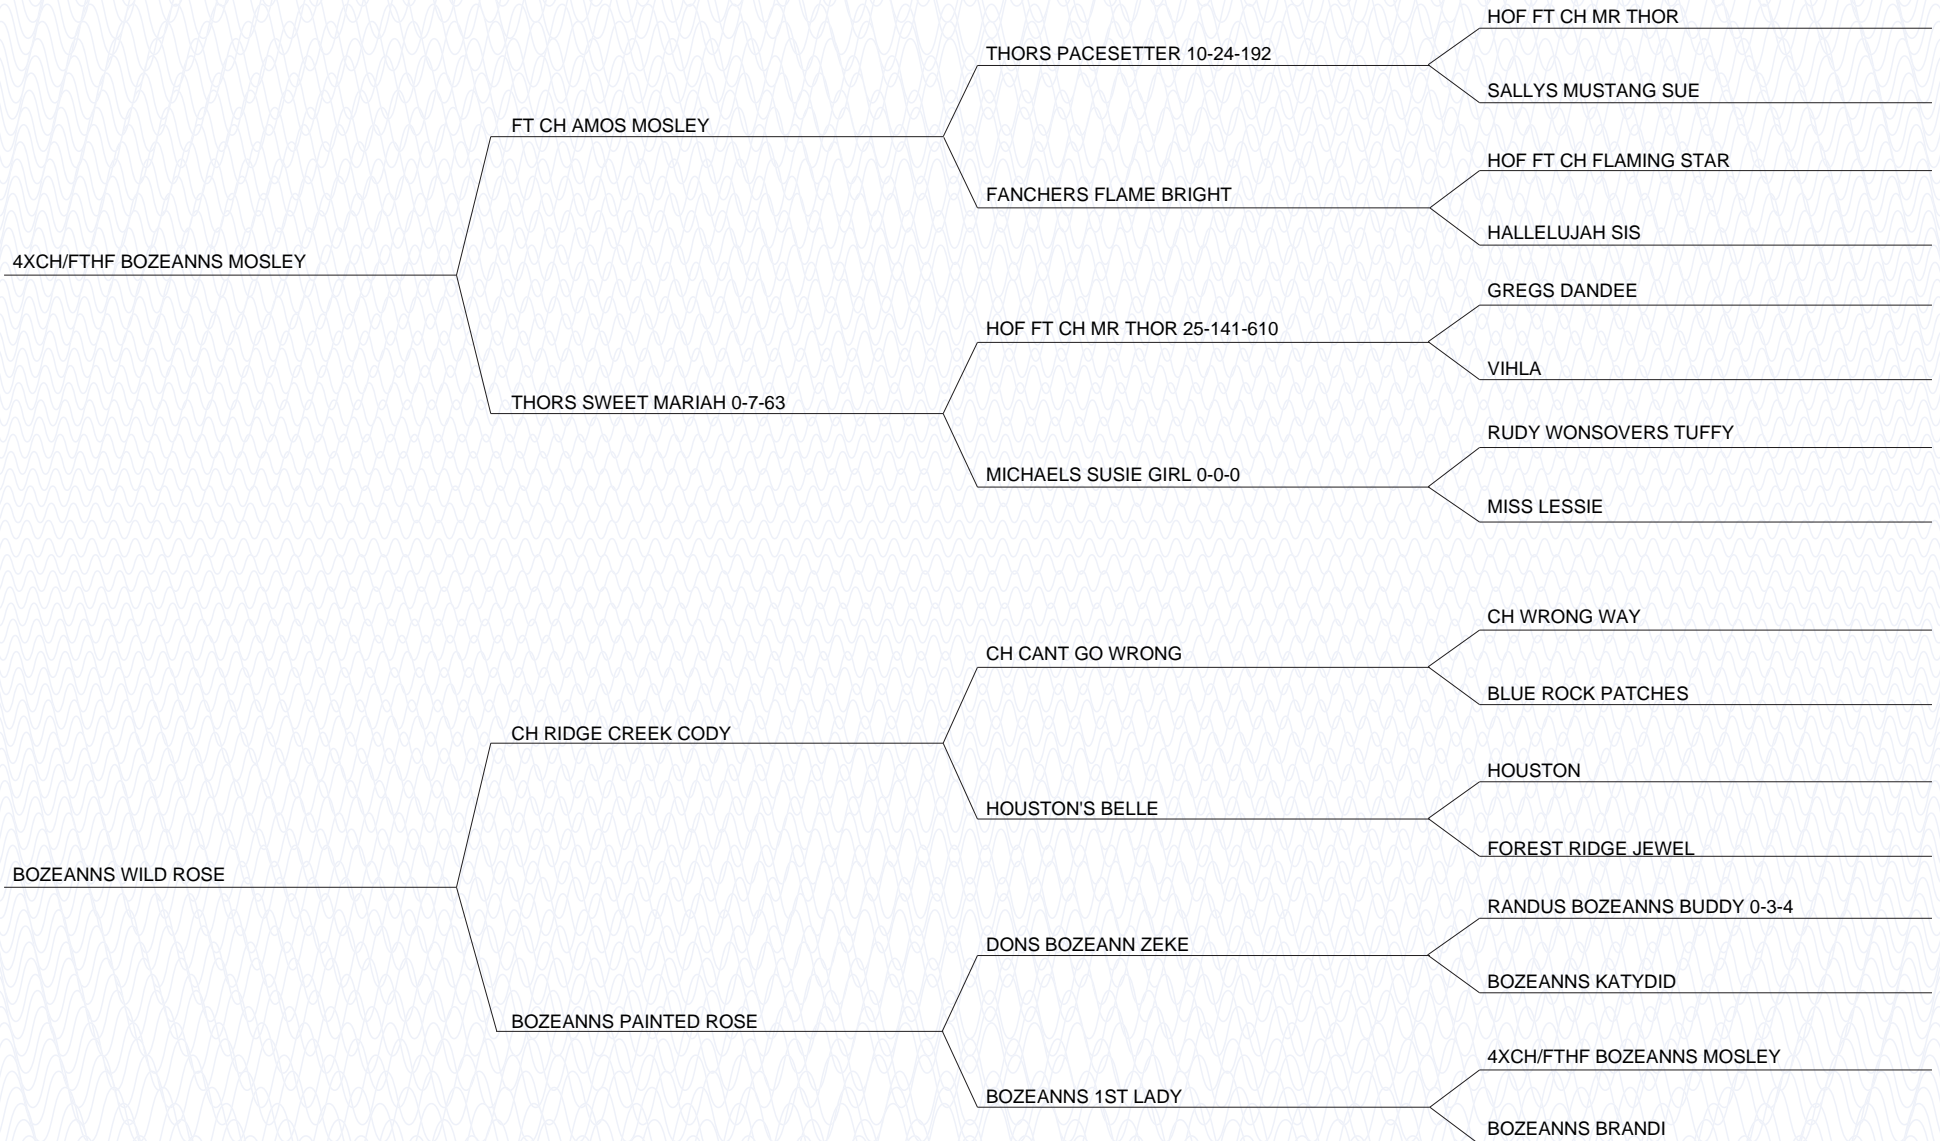 HOF FT CH MR THOR
THORS PACESETTER 10-24-192
SALLYS MUSTANG SUE
FT CH AMOS MOSLEY
HOF FT CH FLAMING STAR
FANCHERS FLAME BRIGHT
HALLELUJAH SIS
4XCH/FTHF BOZEANNS MOSLEY
GREGS DANDEE
HOF FT CH MR THOR 25-141-610
VIHLA
THORS SWEET MARIAH 0-7-63
RUDY WONSOVERS TUFFY
MICHAELS SUSIE GIRL 0-0-0
MISS LESSIE
CH WRONG WAY
CH CANT GO WRONG
BLUE ROCK PATCHES
CH RIDGE CREEK CODY
HOUSTON
HOUSTON'S BELLE
FOREST RIDGE JEWEL
BOZEANNS WILD ROSE
RANDUS BOZEANNS BUDDY 0-3-4
DONS BOZEANN ZEKE
BOZEANNS KATYDID
BOZEANNS PAINTED ROSE
4XCH/FTHF BOZEANNS MOSLEY
BOZEANNS 1ST LADY
BOZEANNS BRANDI